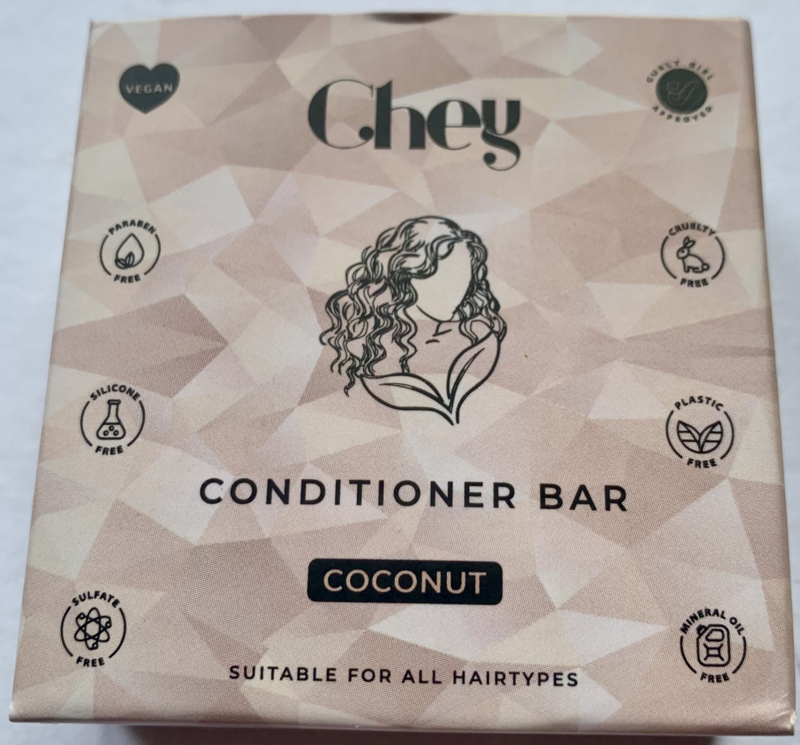 VEGAN
Chey
CURLY GIRL
APPROVED
PARABEN
FREE
CRUELTY
FREE
SILICONE
FREE
PLASTIC
FREE
CONDITIONER BAR
COCONUT
SULFATE
FREE
MINERAL OIL
FREE
SUITABLE FOR ALL HAIRTYPES